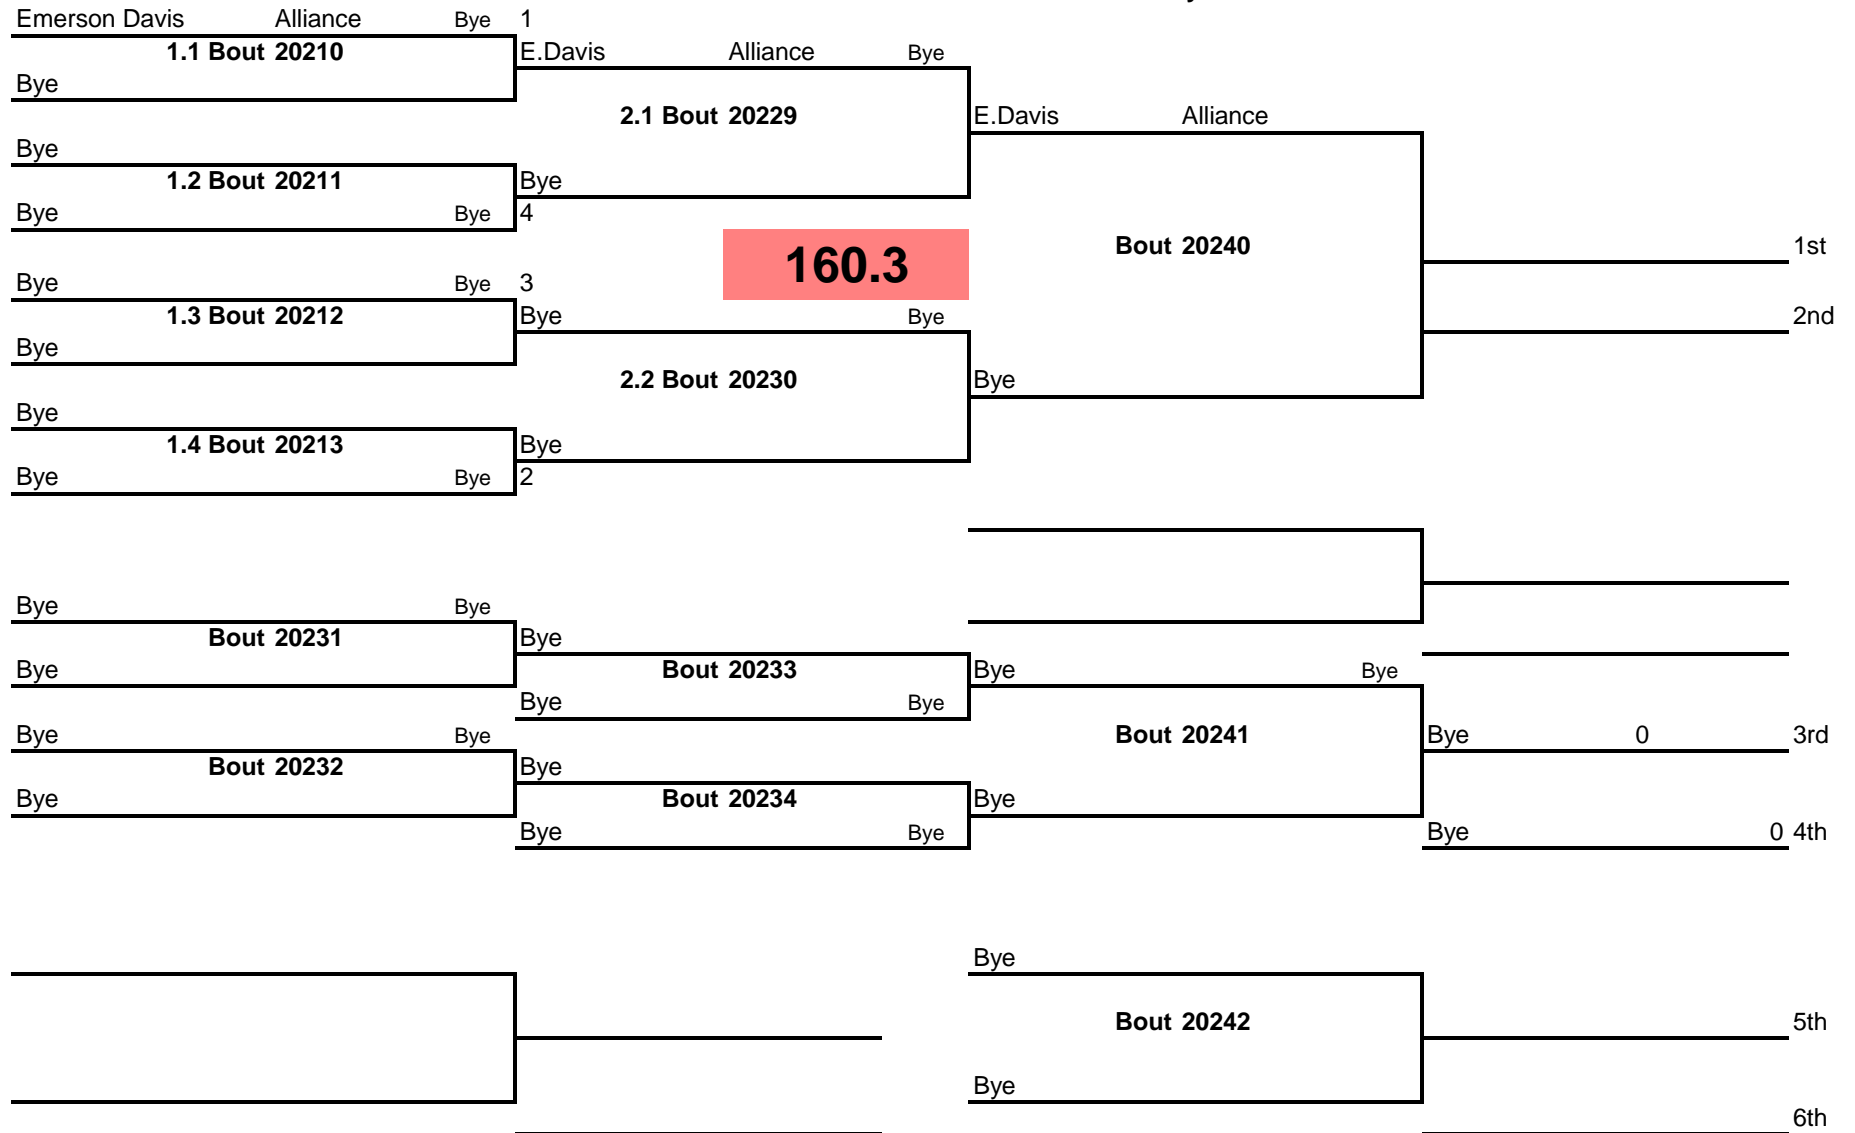 Emerson Davis Alliance Bye 1
1.1 Bout 20210 E.Davis Alliance Bye
Bye
2.1 Bout 20229 E.Davis Alliance
Bye
1.2 Bout 20211 Bye
Bye Bye 4
160.3 Bout 20240 1st
Bye Bye 3
1.3 Bout 20212 Bye Bye 2nd
Bye
2.2 Bout 20230 Bye
Bye
1.4 Bout 20213 Bye
Bye Bye 2
Bye Bye
Bout 20231 Bye
Bye Bout 20233 Bye Bye
Bye Bye
Bye Bye Bout 20241 Bye 0 3rd
Bout 20232 Bye
Bye Bout 20234 Bye
Bye Bye Bye 0 4th
Bye
Bout 20242 5th
Bye
6th